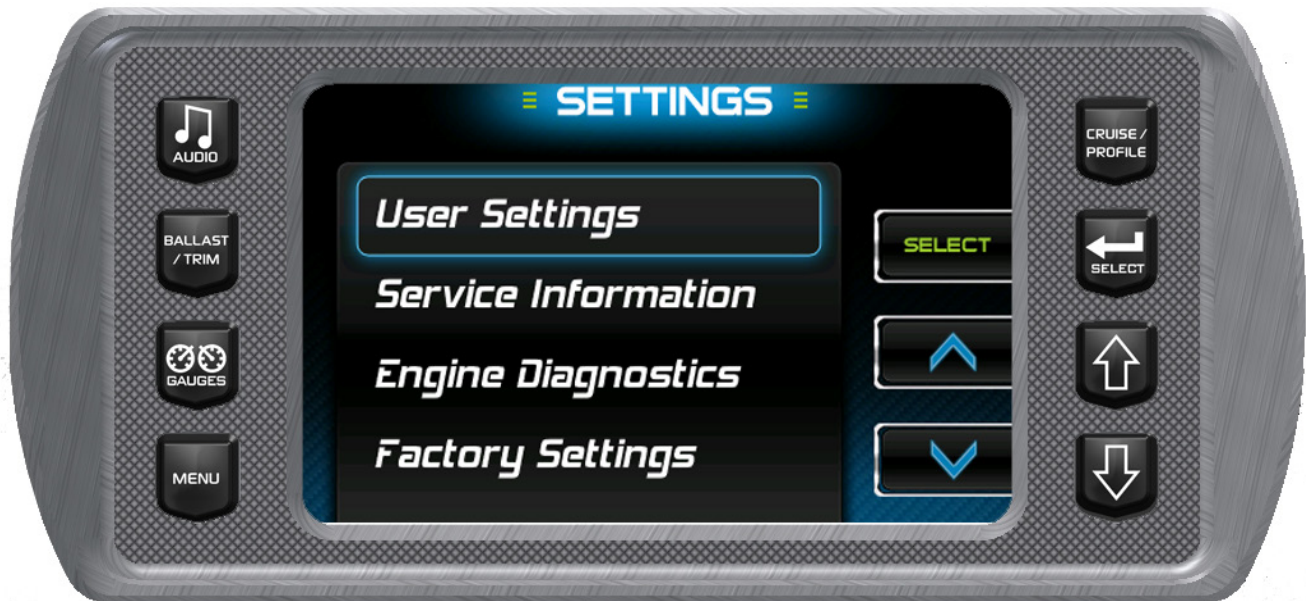 SETTINGS
AUDIO
BALLAST
/ TRIM
GAUGES
MENU
User Settings
Service Information
Engine Diagnostics
Factory Settings
SELECT
CRUISE /
PROFILE
SELECT